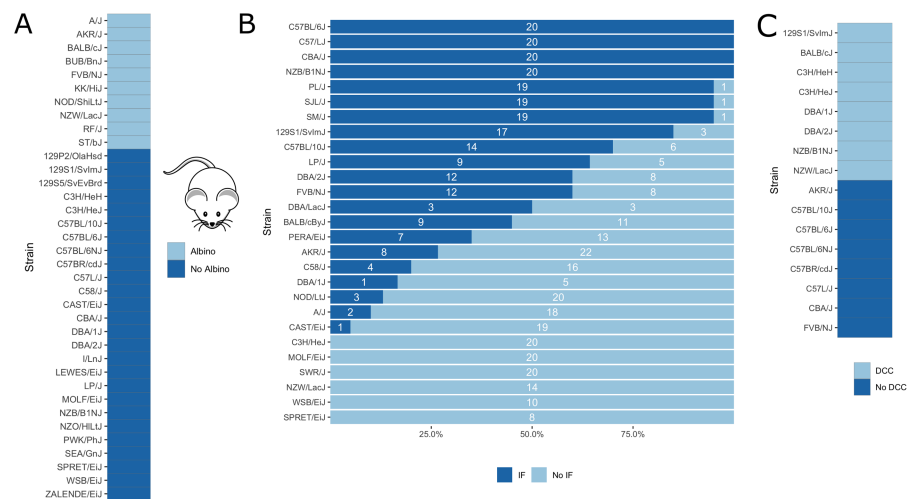 A
A/J
AKR/J
BALB/cJ
BUB/BnJ
FVB/NJ
KK/HiJ
NOD/ShiLtJ
NZW/LacJ
RF/J
ST/bJ
129P2/OlaHsd
129S1/SvImJ
129S5/SvEvBrd
C3H/HeH
C3H/HeJ
C57BL/10J
C57BL/6J
C57BL/6NJ
C57BR/cdJ
C57L/J
C58/J
CAST/EiJ
CBA/J
DBA/1J
DBA/2J
I/LnJ
LEWES/EiJ
LP/J
MOLF/EiJ
NZB/B1NJ
NZO/HlLtJ
PWK/PhJ
SEA/GnJ
SPRET/EiJ
WSB/EiJ
ZALENDE/EiJ
Strain
Albino
No Albino
B
C57BL/6J 20
C57/LJ 20
CBA/J 20
NZB/B1NJ 20
PL/J 19 1
SJL/J 19 1
SM/J 19 1
129S1/SvImJ 17 3
C57BL/10J 14 6
LP/J 9 5
DBA/2J 12 8
FVB/NJ 12 8
DBA/LacJ 3 3
BALB/cByJ 9 11
PERA/EiJ 7 13
AKR/J 8 22
C58/J 4 16
DBA/1J 1 5
NOD/LtJ 3 20
A/J 2 18
CAST/EiJ 1 19
C3H/HeJ 20
MOLF/EiJ 20
SWR/J 20
NZW/LacJ 14
WSB/EiJ 10
SPRET/EiJ 8
Strain
25.0% 50.0% 75.0%
IF No IF
C
129S1/SvImJ
BALB/cJ
C3H/HeH
C3H/HeJ
DBA/1J
DBA/2J
NZB/B1NJ
NZW/LacJ
AKR/J
C57BL/10J
C57BL/6J
C57BL/6NJ
C57BR/cdJ
C57L/J
CBA/J
FVB/NJ
Strain
DCC
No DCC